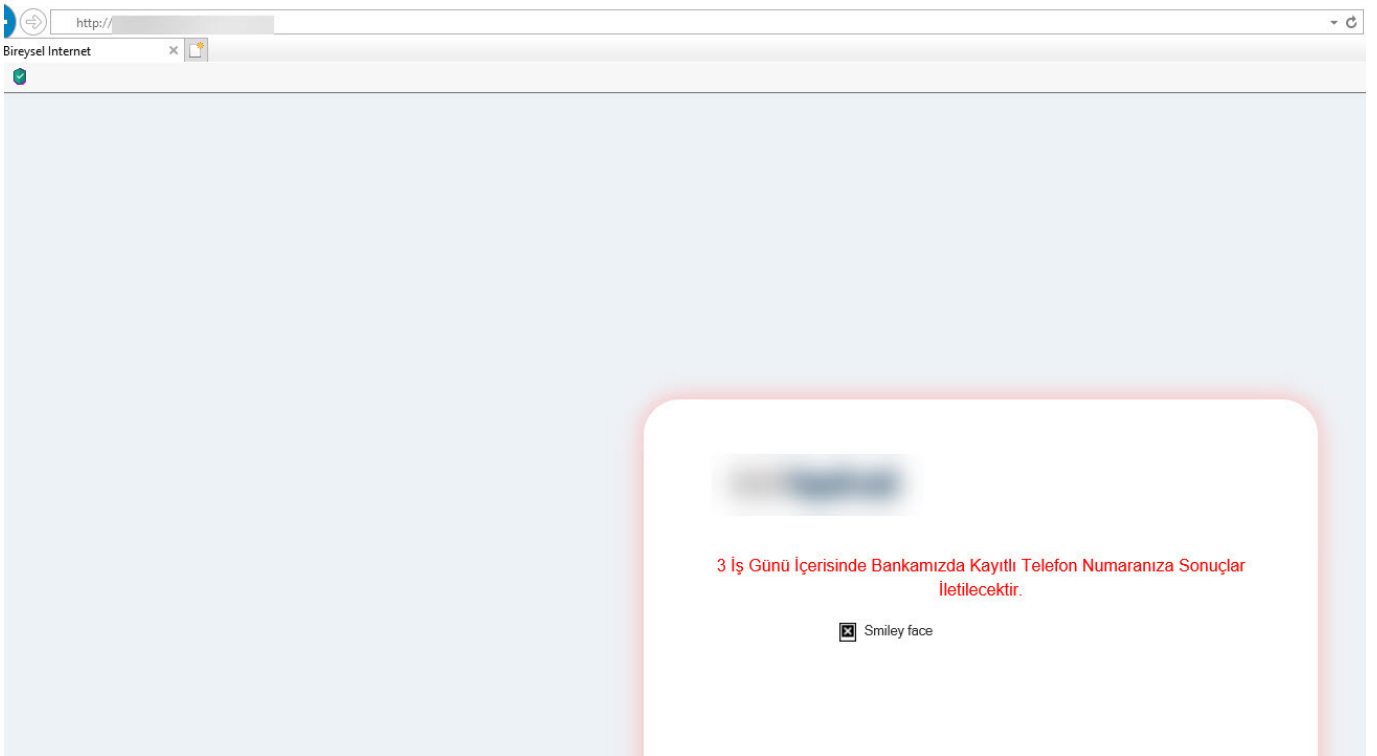 http://
Bireysel Internet
3 İş Günü İçerisinde Bankamızda Kayıtlı Telefon Numaranıza Sonuçlar
İletilecektir.
Smiley face